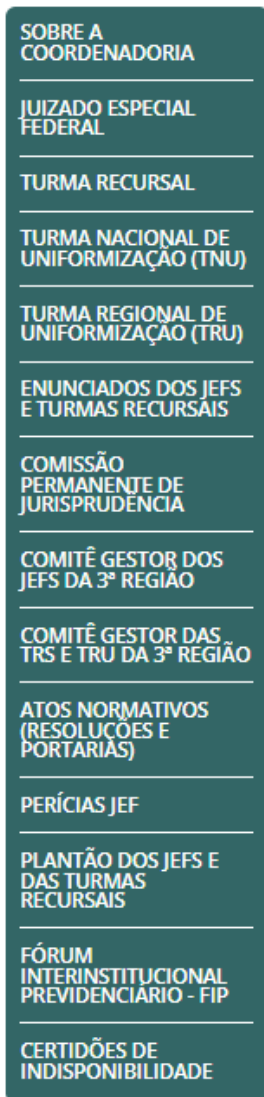 SOBRE A
COORDENADORIA
JUIZADO ESPECIAL
FEDERAL
TURMA RECURSAL
TURMA NACIONAL DE
UNIFORMIZAÇÃO (TNU)
TURMA REGIONAL DE
UNIFORMIZAÇÃO (TRU)
ENUNCIADOS DOS JEFS
E TURMAS RECURSAIS
COMISSÃO
PERMANENTE DE
JURISPRUDÊNCIA
COMITÊ GESTOR DOS
JEFS DA 3ª REGIÃO
COMITÊ GESTOR DAS
TRS E TRU DA 3ª REGIÃO
ATOS NORMATIVOS
(RESOLUÇÕES E
PORTARIAS)
PERÍCIAS JEF
PLANTÃO DOS JEFS E
DAS TURMAS
RECURSAIS
FÓRUM
INTERINSTITUCIONAL
PREVIDENCIÁRIO - FIP
CERTIDÕES DE
INDISPONIBILIDADE